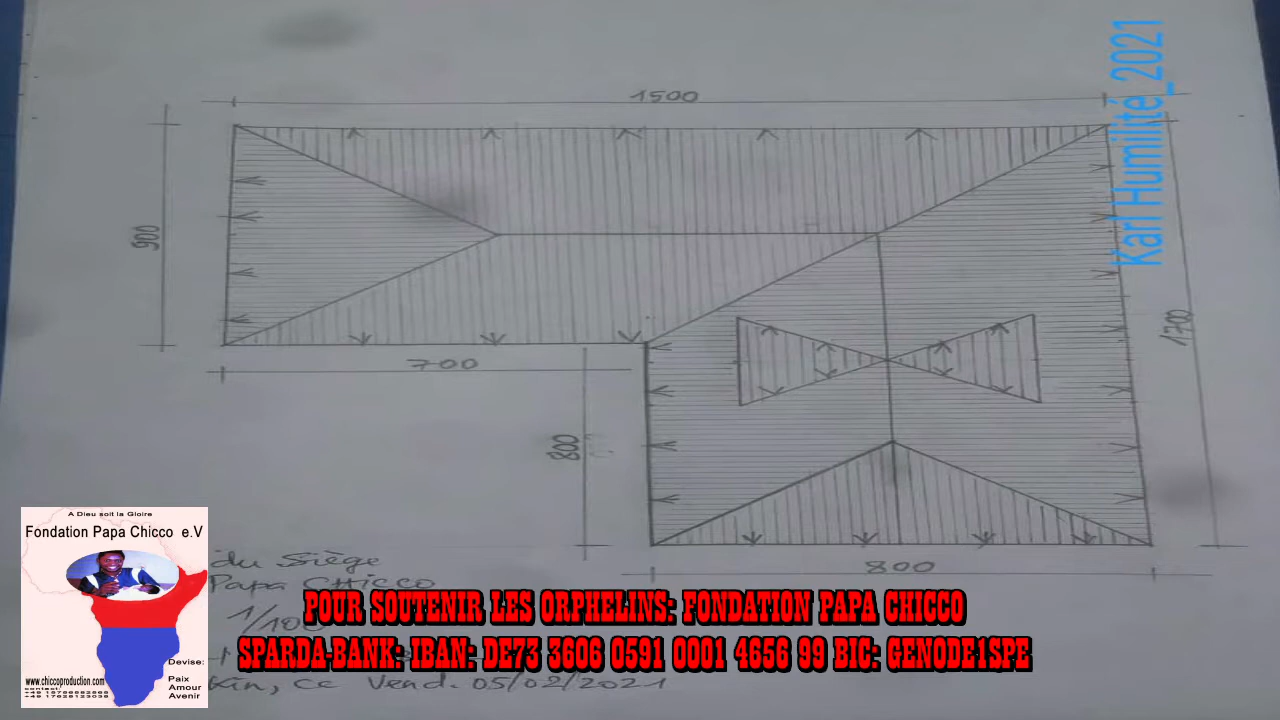 1500
900
700
800
1700
800
Karl Humilité_2021
A Dieu soit la Gloire
Fondation Papa Chicco e.V
Devise:
Paix
Amour
Avenir
www.chiccoproduction.com
du Siège
Papa CHICCO
1/100
POUR SOUTENIR LES ORPHELINS: FONDATION PAPA CHICCO
SPARDA-BANK: IBAN: DE73 3606 0591 0001 4656 99 BIC: GENODE1SPE
Kin, ce Vend. 05/02/2021